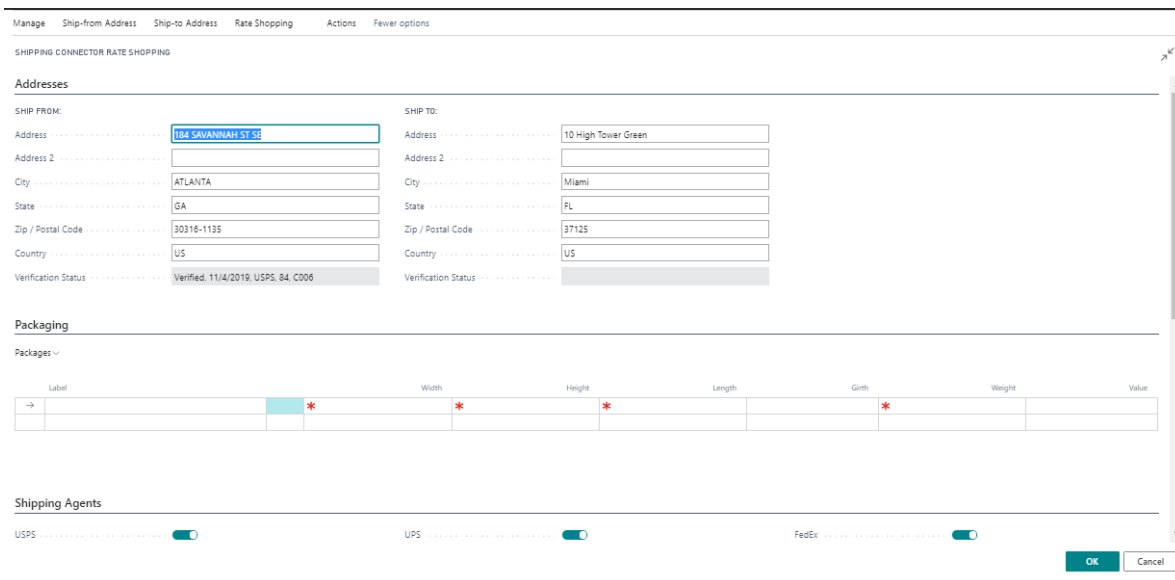 Manage Ship-from Address Ship-to Address Rate Shopping Actions Fewer options
SHIPPING CONNECTOR RATE SHOPPING
Addresses
SHIP FROM: SHIP TO:
Address 184 SAVANNAH ST SE Address 10 High Tower Green
Address 2 Address 2
City ATLANTA City Miami
State GA State FL
Zip / Postal Code 30316-1135 Zip / Postal Code 37125
Country US Country US
Verification Status Verified, 11/4/2019, USPS, 84, C006 Verification Status
Packaging
Packages
Label Width Height Length Girth Weight Value
* * * *
Shipping Agents
USPS UPS FedEx
OK Cancel